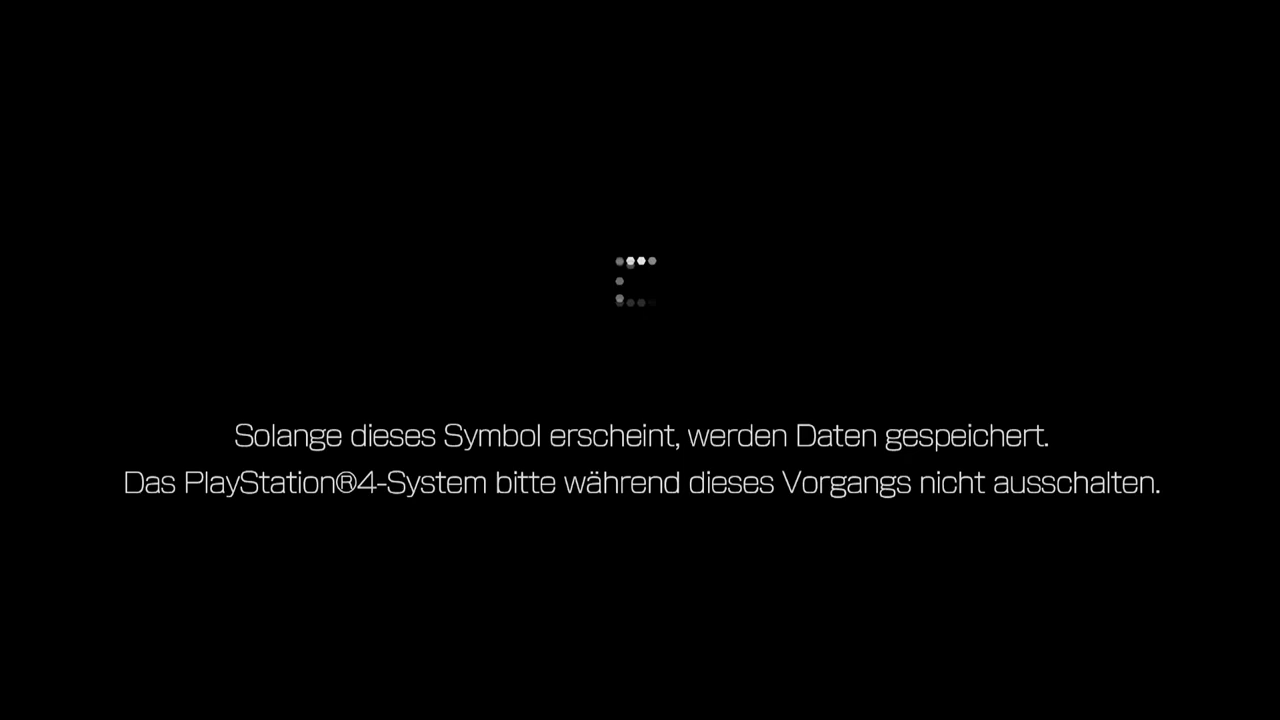 Solange dieses Symbol erscheint, werden Daten gespeichert.
Das PlayStation®4-System bitte während dieses Vorgangs nicht ausschalten.